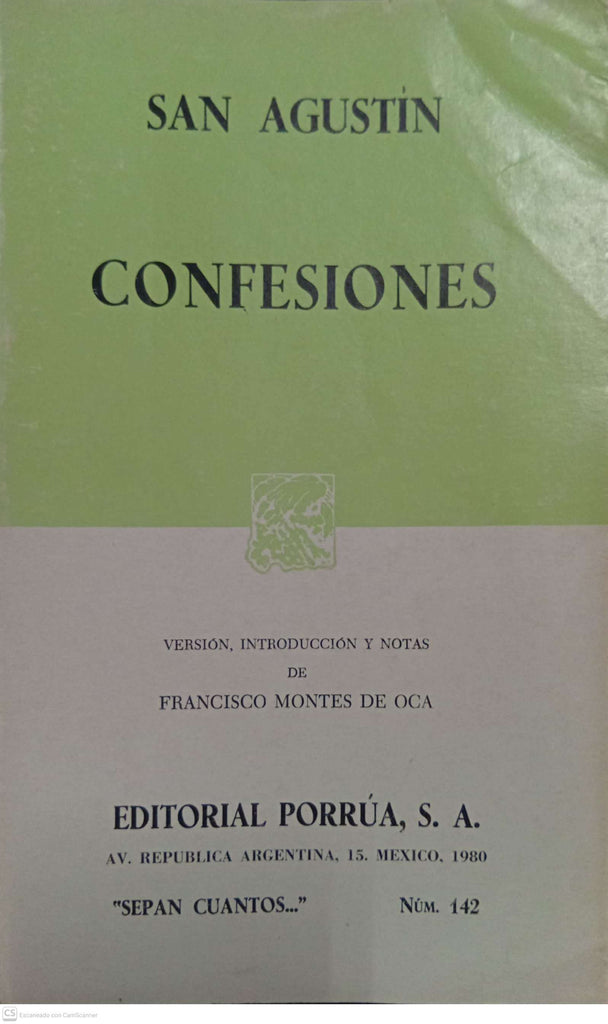 SAN AGUSTÍN
CONFESIONES
VERSIÓN, INTRODUCCIÓN Y NOTAS
DE
FRANCISCO MONTES DE OCA
EDITORIAL PORRÚA, S. A.
AV. REPUBLICA ARGENTINA, 15. MEXICO, 1980
"SEPAN CUANTOS..." NÚM. 142
CS Escaneado con CamScanner